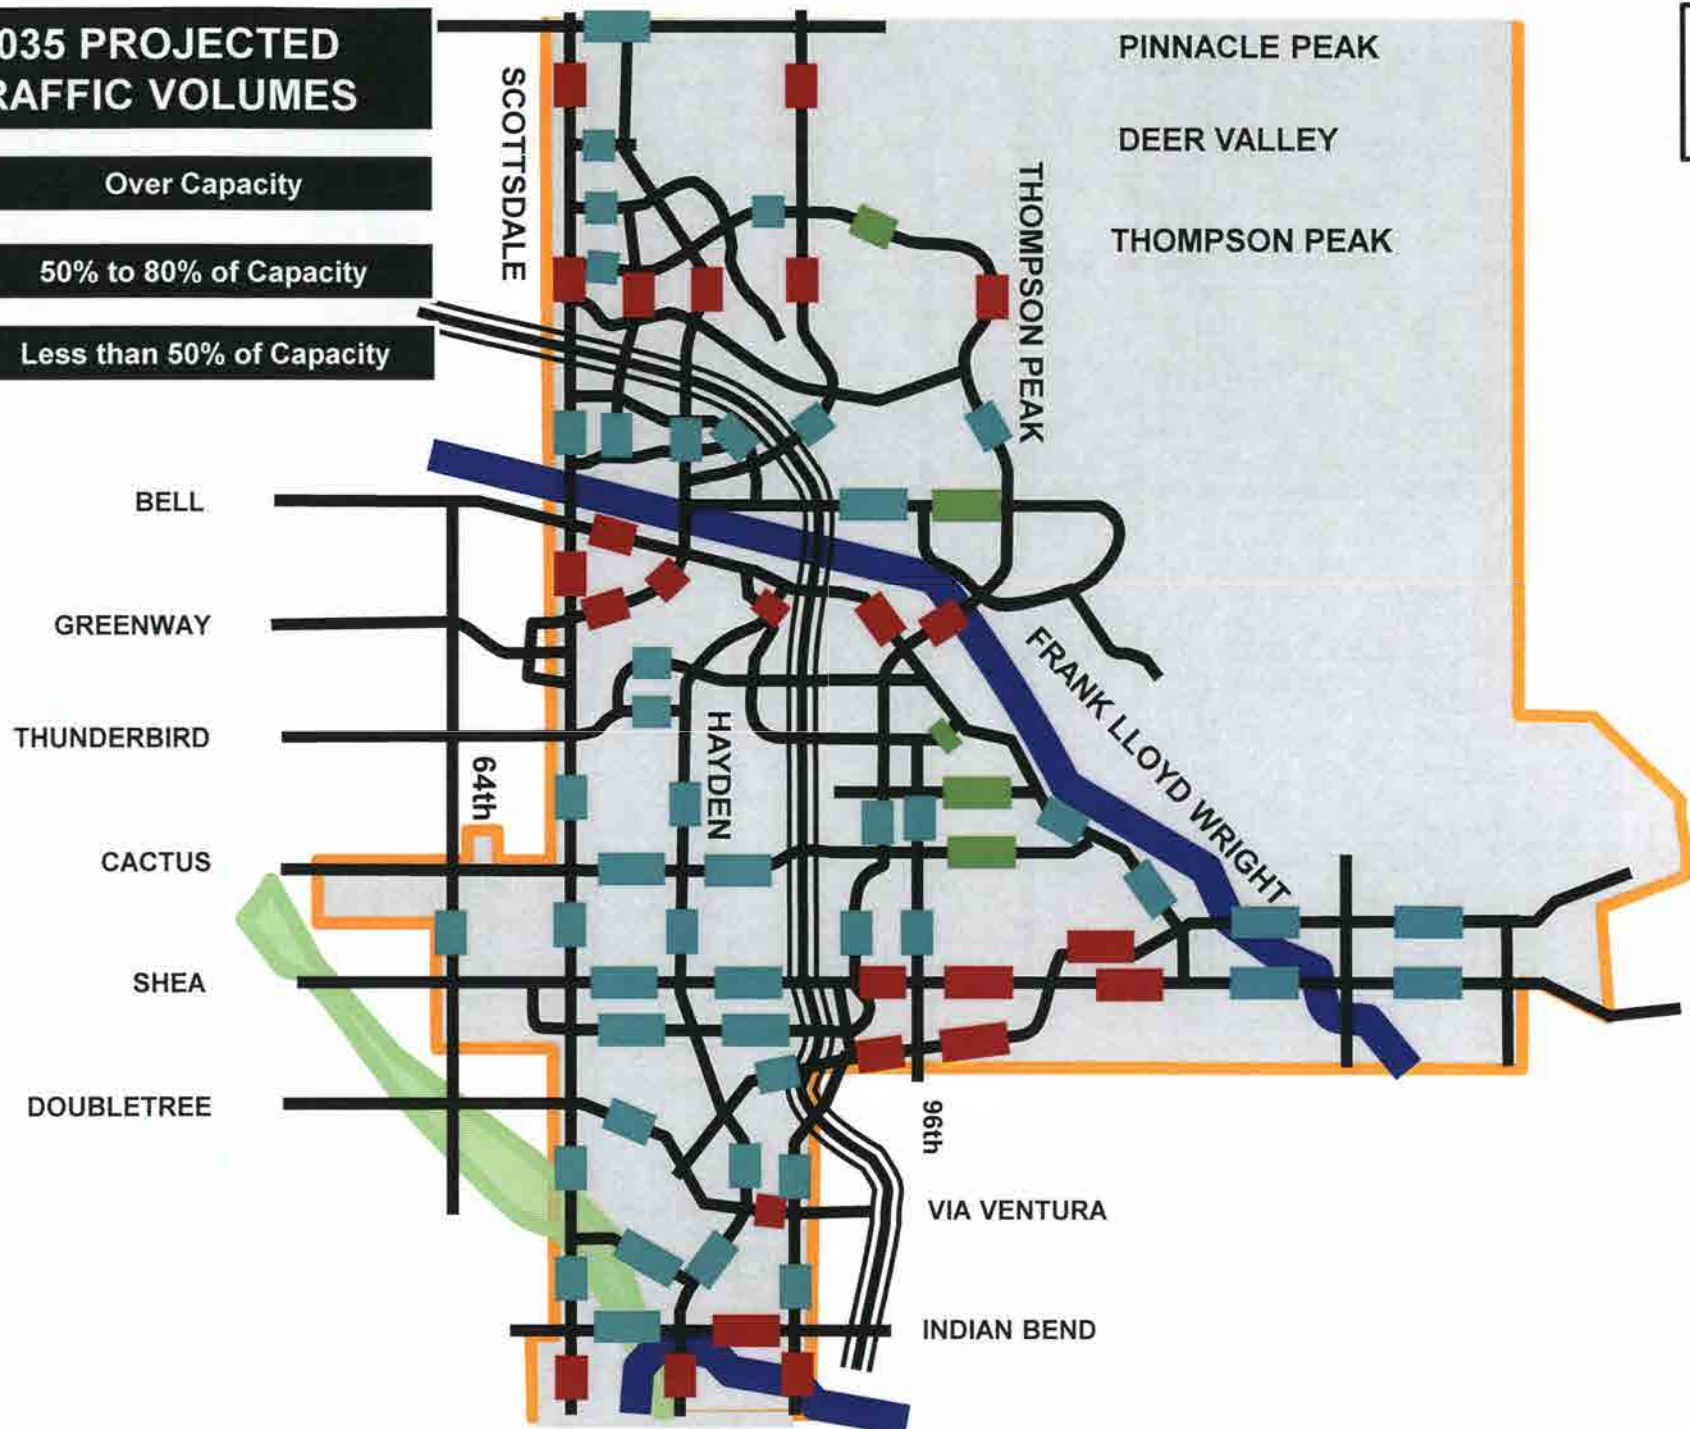 035 PROJECTED
RAFFIC VOLUMES
Over Capacity
50% to 80% of Capacity
Less than 50% of Capacity
SCOTTSDALE
PINNACLE PEAK
DEER VALLEY
THOMPSON PEAK
THOMPSON PEAK
BELL
GREENWAY
THUNDERBIRD
64th
HAYDEN
FRANK LLOYD WRIGHT
CACTUS
SHEA
DOUBLETREE
96th
VIA VENTURA
INDIAN BEND